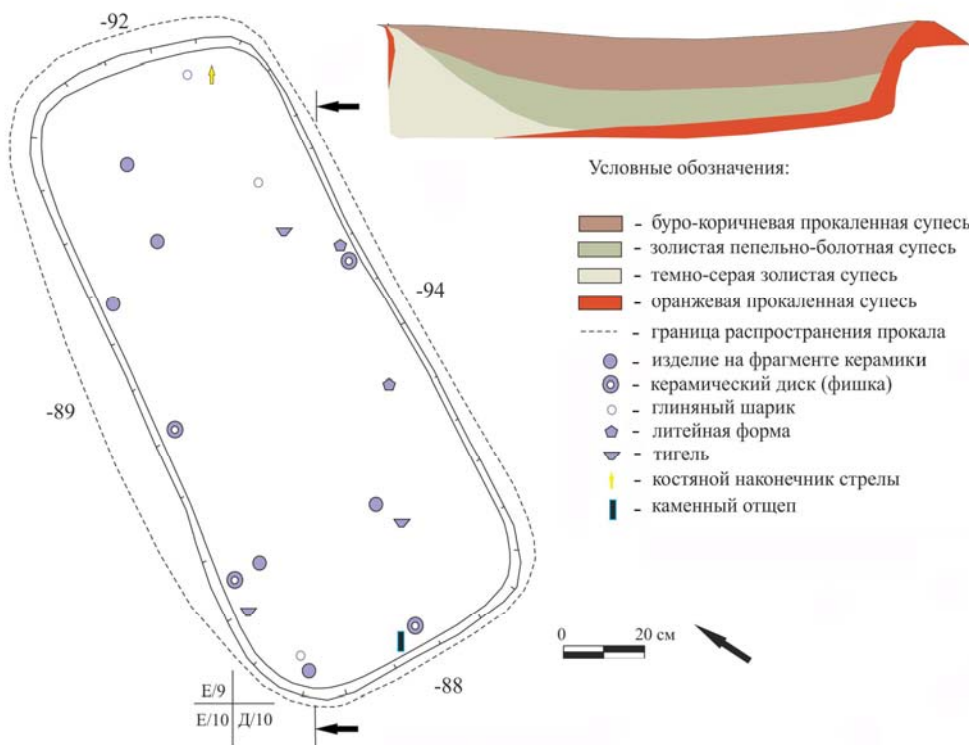 -92
Условные обозначения:
- буро-коричневая прокаленная супесь
- золистая пепельно-болотная супесь
- темно-серая золистая супесь
- оранжевая прокаленная супесь
- граница распространения прокала
- изделие на фрагменте керамики
- керамический диск (фишка)
- глиняный шарик
- литейная форма
- тигель
- костяной наконечник стрелы
- каменный отщеп
-94
-89
0 20 см
-88
Е/9
Е/10 Д/10